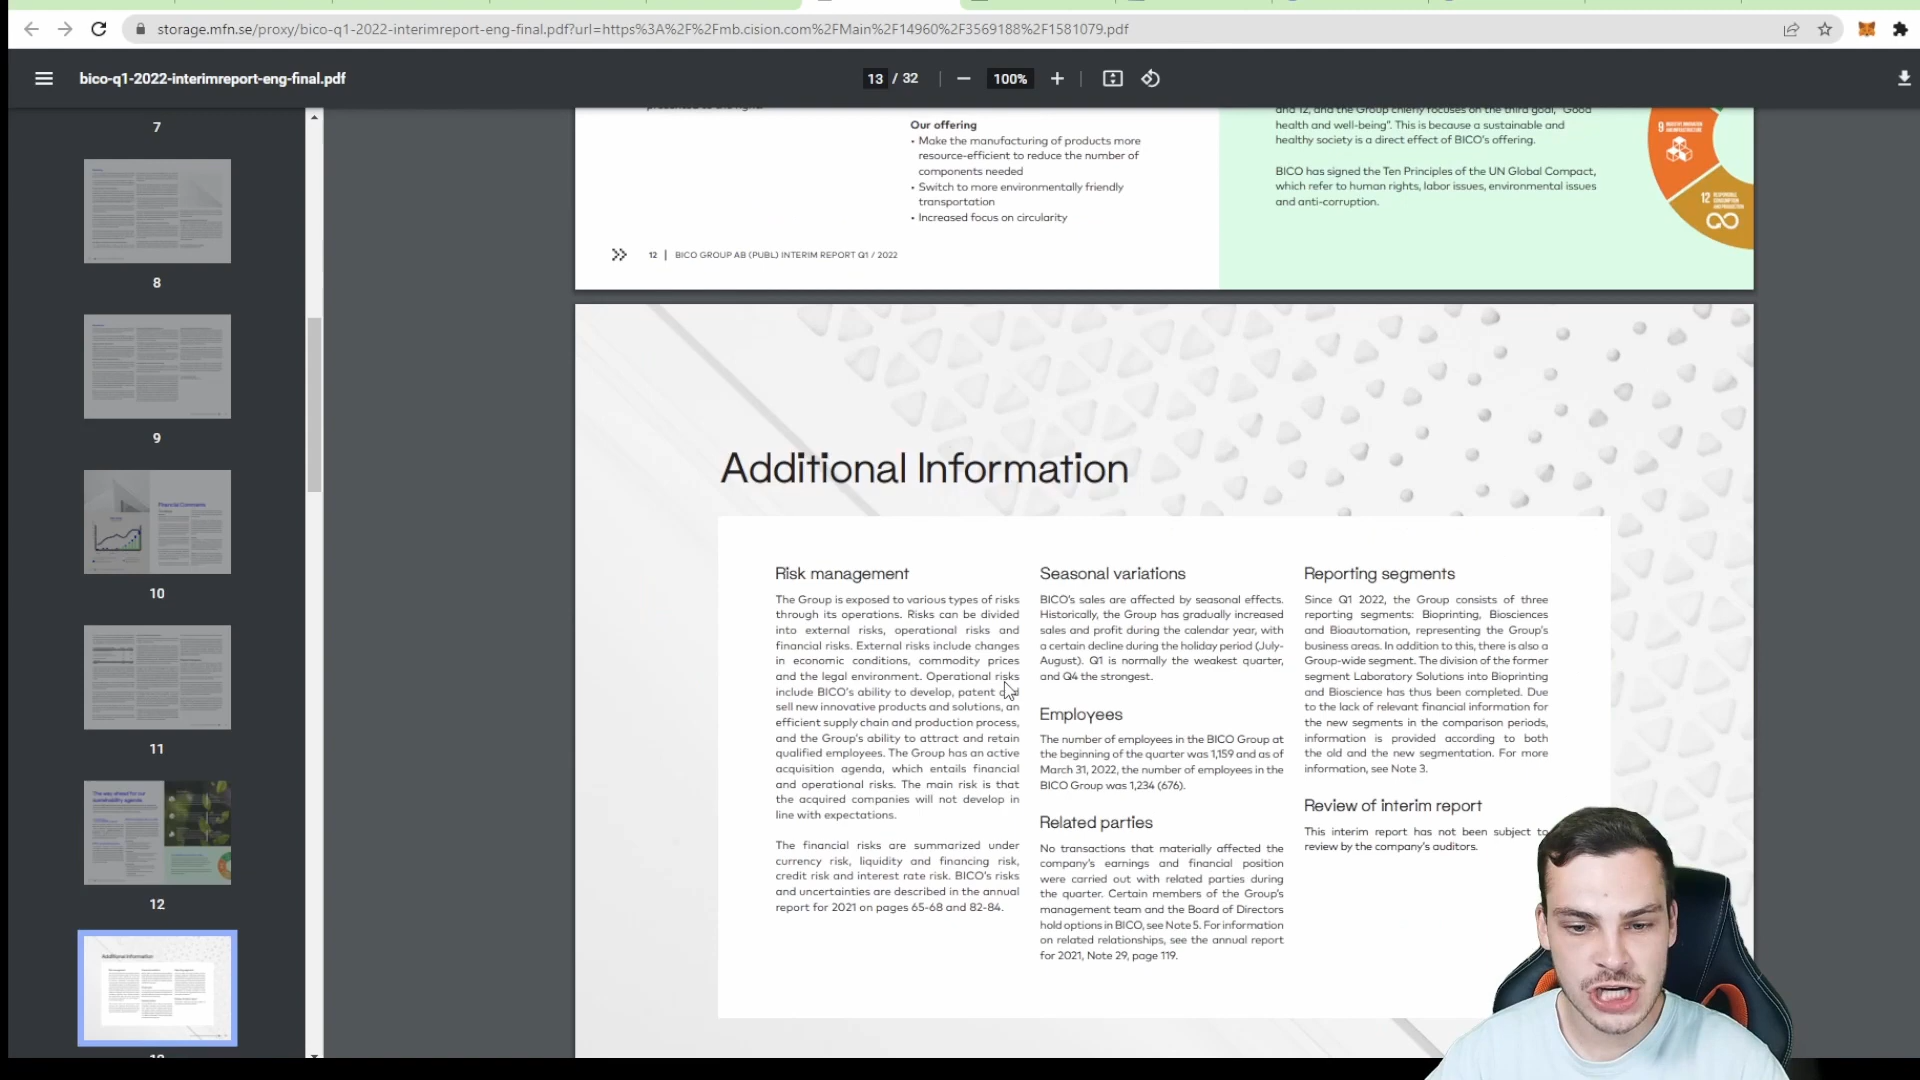 storage.mfn.se/proxy/bico-q1-2022-interimreport-eng-final.pdf?url=https%3A%2F%2Fmb.cision.com%2FMain%2F14960%2F3569188%2F1581079.pdf
bico-q1-2022-interimreport-eng-final.pdf
13 / 32
100%
7
8
9
10
11
12
Our offering
• Make the manufacturing of products more
resource-efficient to reduce the number of
components needed
• Switch to more environmentally friendly
transportation
• Increased focus on circularity
12 | BICO GROUP AB (PUBL) INTERIM REPORT Q1 / 2022
and 12, and the Group chiefly focuses on the third goal, "Good
health and well-being". This is because a sustainable and
healthy society is a direct effect of BICO's offering.
BICO has signed the Ten Principles of the UN Global Compact,
which refer to human rights, labor issues, environmental issues
and anti-corruption.
9
12
Additional Information
Risk management
The Group is exposed to various types of risks
through its operations. Risks can be divided
into external risks, operational risks and
financial risks. External risks include changes
in economic conditions, commodity prices
and the legal environment. Operational risks
include BICO's ability to develop, patent and
sell new innovative products and solutions, an
efficient supply chain and production process,
and the Group's ability to attract and retain
qualified employees. The Group has an active
acquisition agenda, which entails financial
and operational risks. The main risk is that
the acquired companies will not develop in
line with expectations.
The financial risks are summarized under
currency risk, liquidity and financing risk,
credit risk and interest rate risk. BICO's risks
and uncertainties are described in the annual
report for 2021 on pages 65-68 and 82-84.
Seasonal variations
BICO's sales are affected by seasonal effects.
Historically, the Group has gradually increased
sales and profit during the calendar year, with
a certain decline during the holiday period (July-
August). Q1 is normally the weakest quarter,
and Q4 the strongest.
Employees
The number of employees in the BICO Group at
the beginning of the quarter was 1,159 and as of
March 31, 2022, the number of employees in the
BICO Group was 1,234 (676).
Related parties
No transactions that materially affected the
company's earnings and financial position
were carried out with related parties during
the quarter. Certain members of the Group's
management team and the Board of Directors
hold options in BICO, see Note 5. For information
on related relationships, see the annual report
for 2021, Note 29, page 119.
Reporting segments
Since Q1 2022, the Group consists of three
reporting segments: Bioprinting, Biosciences
and Bioautomation, representing the Group's
business areas. In addition to this, there is also a
Group-wide segment. The division of the former
segment Laboratory Solutions into Bioprinting
and Bioscience has thus been completed. Due
to the lack of relevant financial information for
the new segments in the comparison periods,
information is provided according to both
the old and the new segmentation. For more
information, see Note 3.
Review of interim report
This interim report has not been subject to
review by the company's auditors.